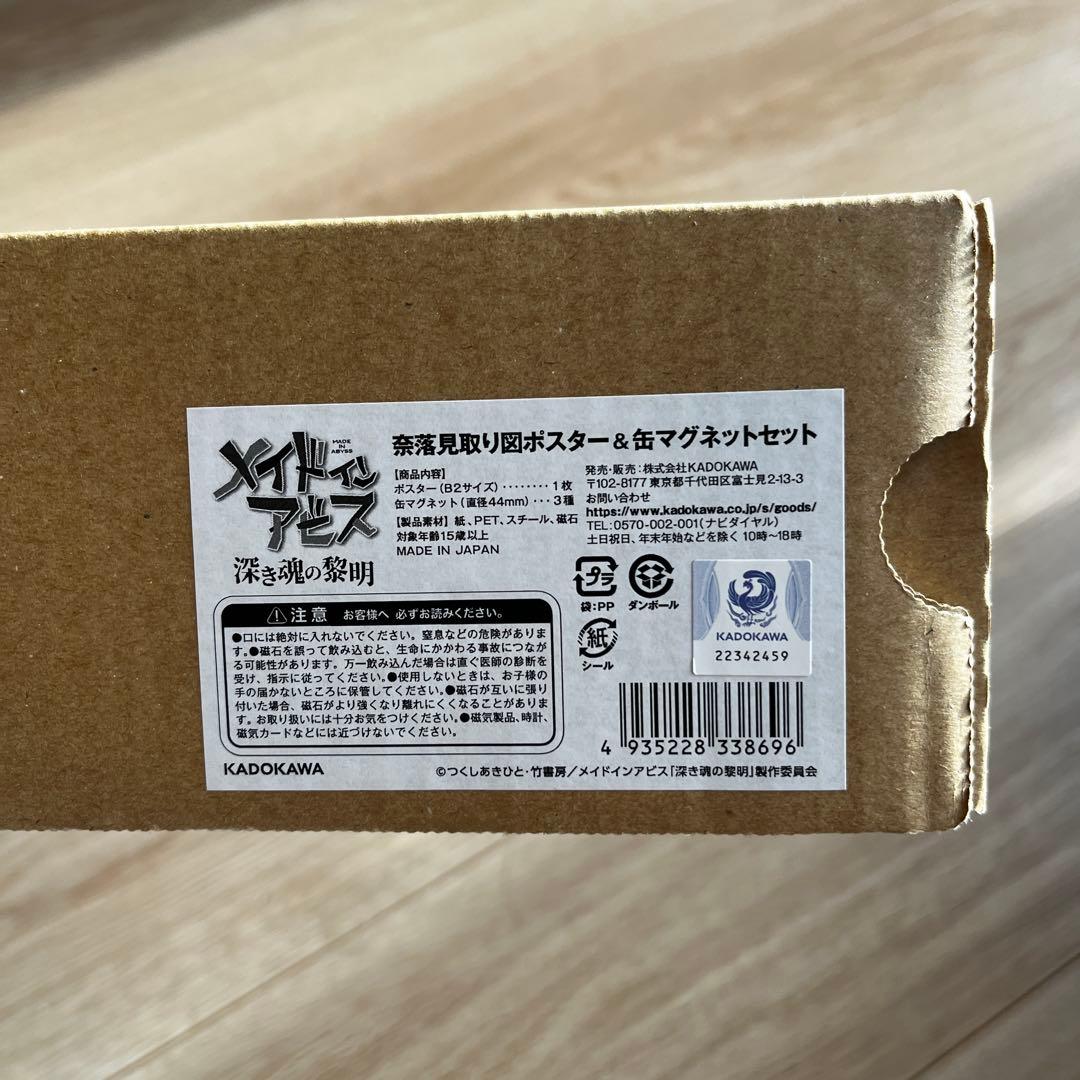 メイドインアビス
MADE IN ABYSS
深き魂の黎明
奈落見取り図ポスター&缶マグネットセット
【商品内容】
ポスター(B2サイズ)・・・・・・・・1枚
缶マグネット(直径44mm)・・・3種
【製品素材】紙、PET、スチール、磁石
対象年齢15歳以上
MADE IN JAPAN
発売・販売:株式会社KADOKAWA
〒102-8177 東京都千代田区富士見2-13-3
お問い合わせ
https://www.kadokawa.co.jp/s/goods/
TEL:0570-002-001(ナビダイヤル)
土日祝日、年末年始などを除く 10時〜18時
プラ
袋:PP
ダンボール
紙
シール
KADOKAWA
22342459
注意 お客様へ 必ずお読みください。
●口には絶対に入れないでください。窒息などの危険がありま
す。●磁石を誤って飲み込むと、生命にかかわる事故につなが
る可能性があります。万一飲み込んだ場合は直ぐ医師の診断を
受け、指示に従ってください。●使用しないときは、お子様の
手の届かないところに保管してください。●磁石が互いに張り
付いた場合、磁石がより強くなり離れにくくなることがありま
す。お取り扱いには十分お気をつけください。●磁気製品、時計、
磁気カードなどには近づけないでください。
4 935228 338696
KADOKAWA
©つくしあきひと・竹書房/メイドインアビス「深き魂の黎明」製作委員会